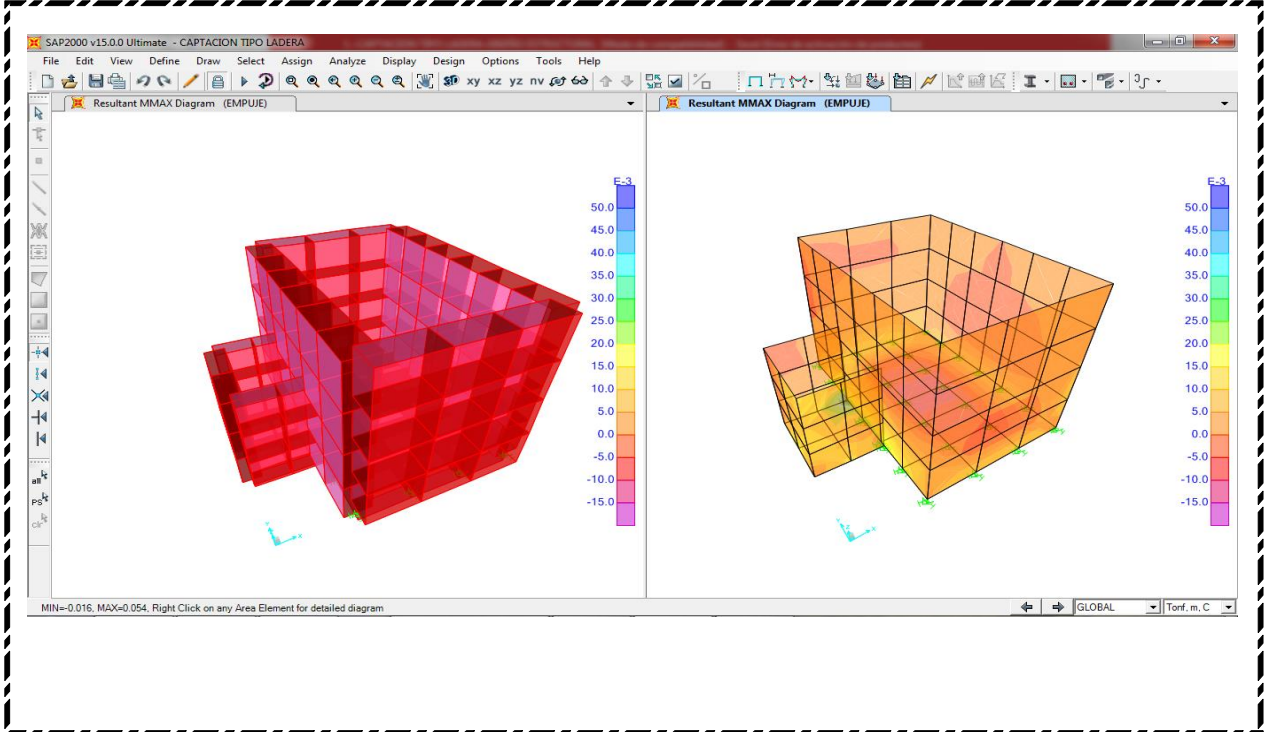 SAP2000 v15.0.0 Ultimate - CAPTACION TIPO LADERA
File Edit View Define Draw Select Assign Analyze Display Design Options Tools Help
xy xz yz nv
Resultant MMAX Diagram (EMPUJE)
Resultant MMAX Diagram (EMPUJE)
E-3
50.0
45.0
40.0
35.0
30.0
25.0
20.0
15.0
10.0
5.0
0.0
-5.0
-10.0
-15.0
E-3
50.0
45.0
40.0
35.0
30.0
25.0
20.0
15.0
10.0
5.0
0.0
-5.0
-10.0
-15.0
all
PS
clr
MIN=-0.016, MAX=0.054, Right Click on any Area Element for detailed diagram
GLOBAL
Tonf, m, C